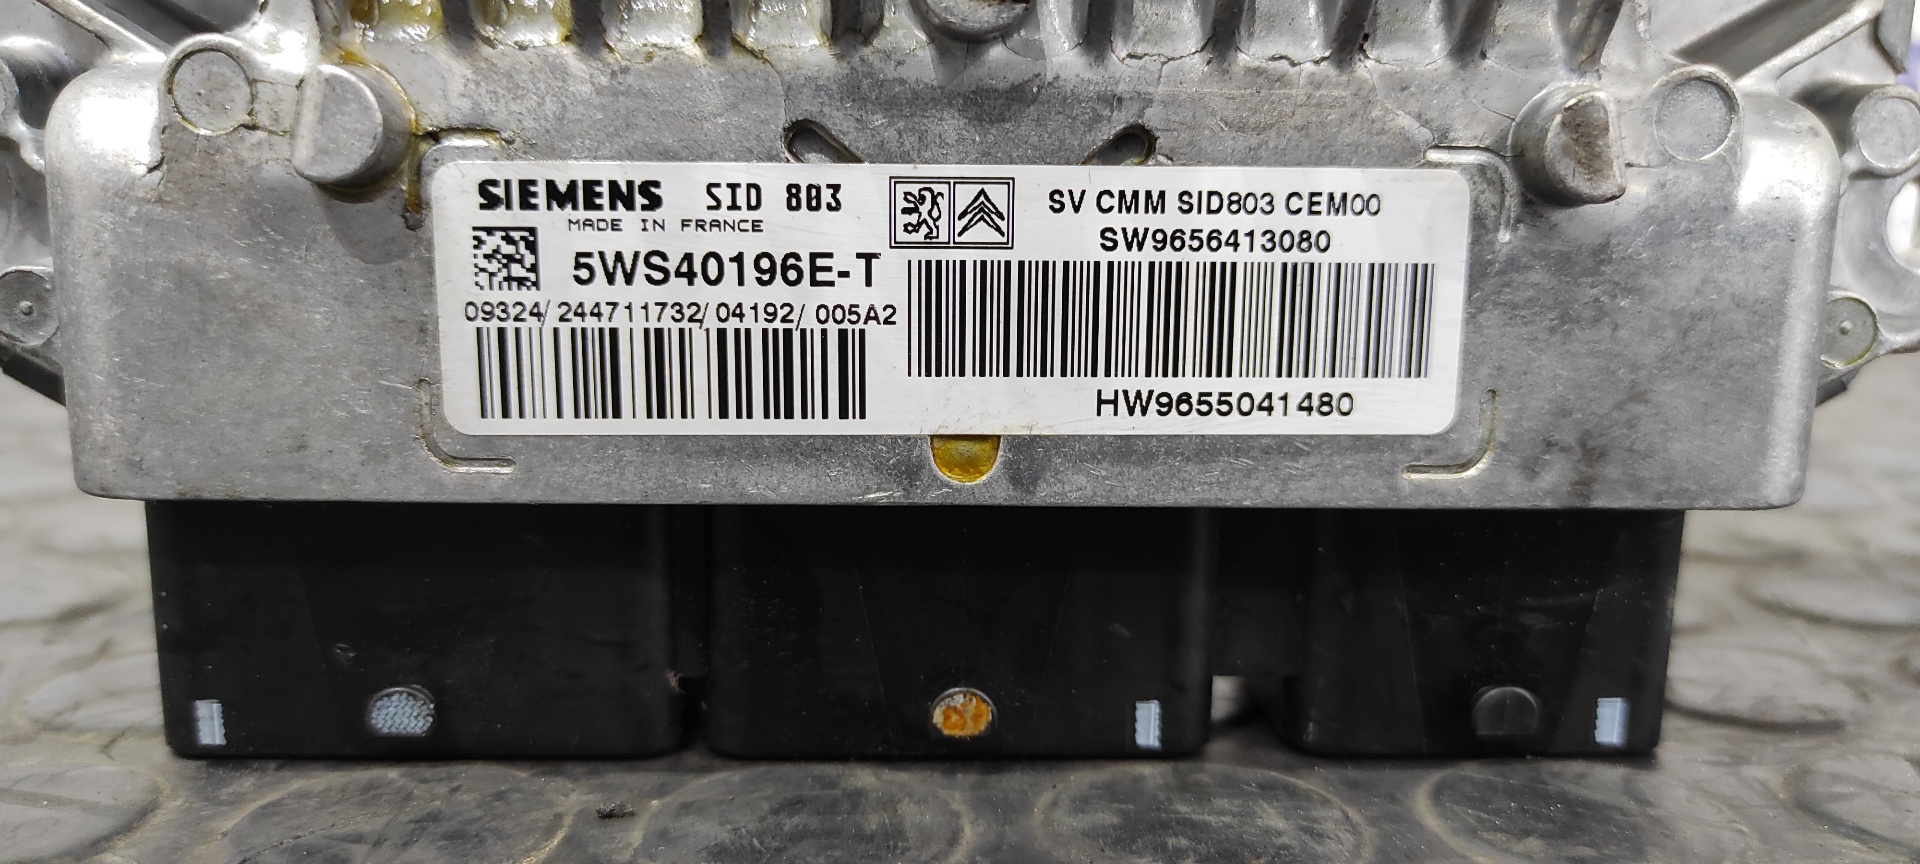 SIEMENS SID 803
MADE IN FRANCE
5WS40196E-T
09324/244711732/04192/005A2
SV CMM SID803 CEM00
SW9656413080
HW9655041480